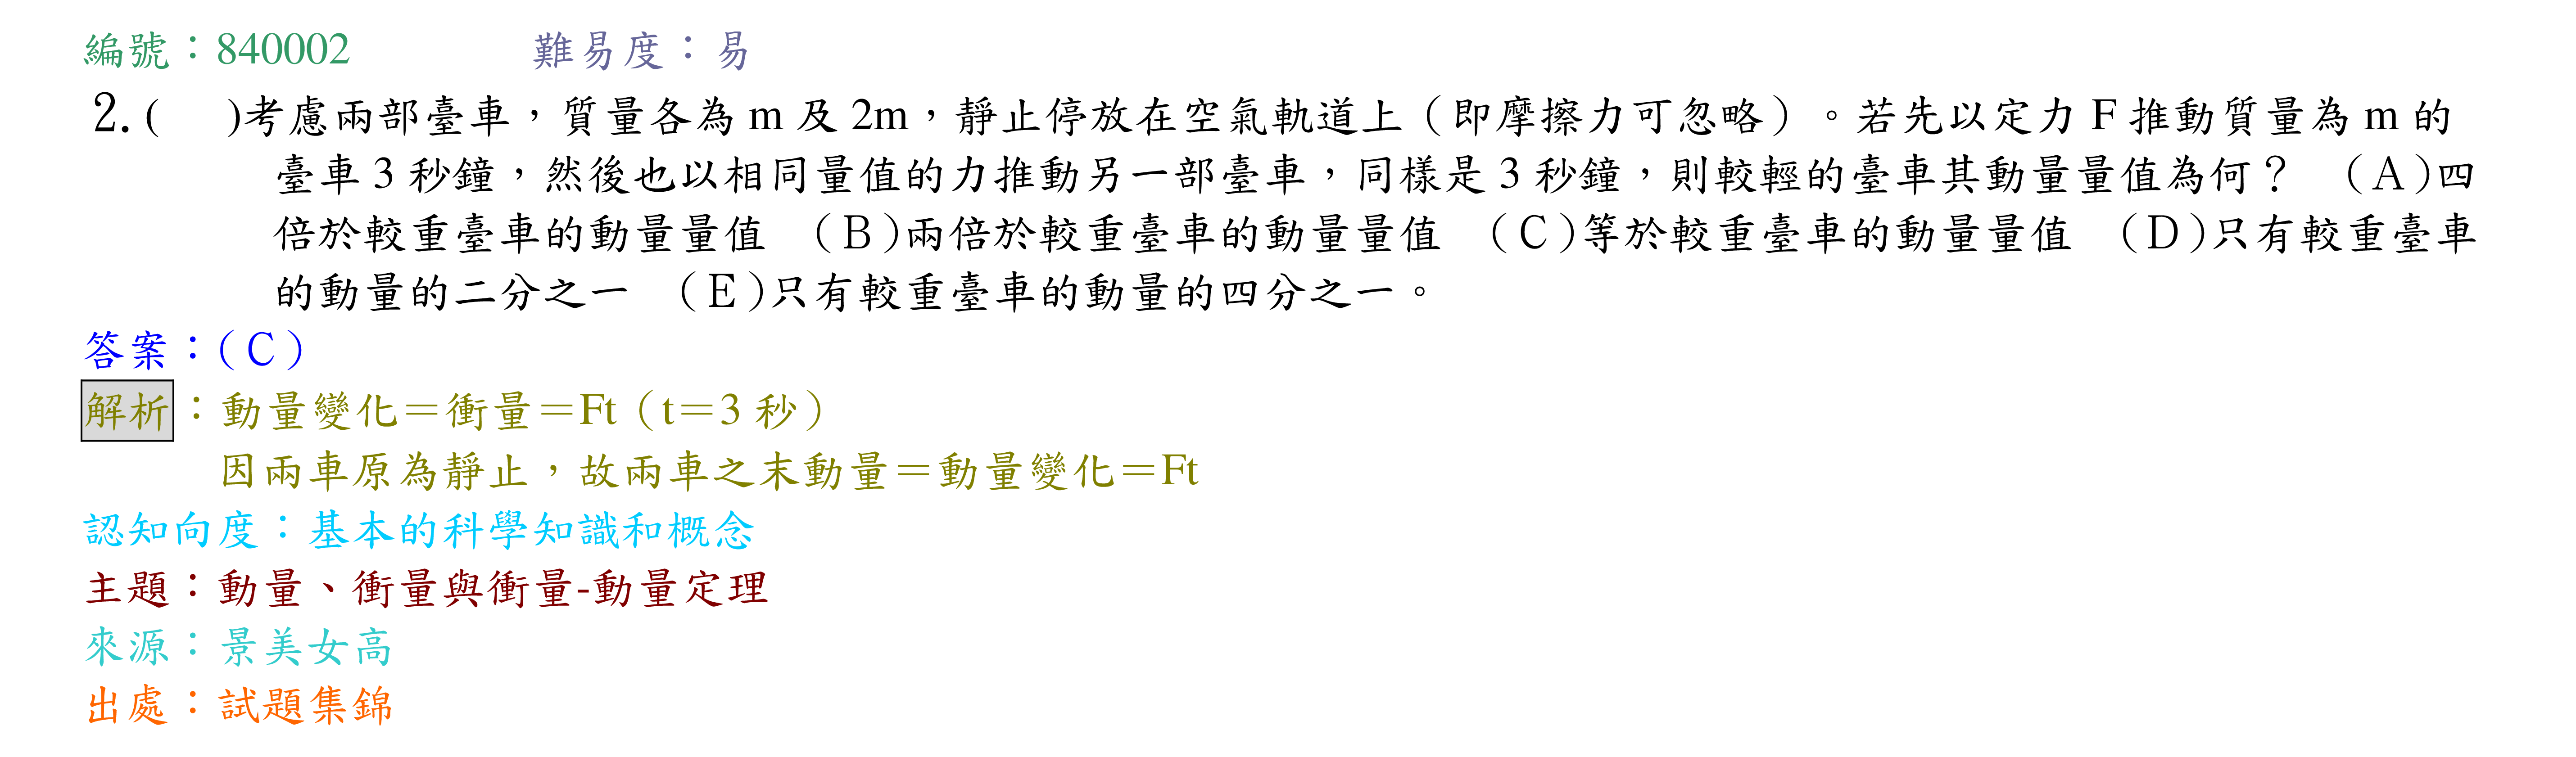 編號：840002 難易度：易
2.( )考慮兩部臺車，質量各為 m 及 2m，靜止停放在空氣軌道上（即摩擦力可忽略）。若先以定力 F 推動質量為 m 的
臺車 3 秒鐘，然後也以相同量值的力推動另一部臺車，同樣是 3 秒鐘，則較輕的臺車其動量量值為何？ （A)四
倍於較重臺車的動量量值 （B)兩倍於較重臺車的動量量值 （C)等於較重臺車的動量量值 （D)只有較重臺車
的動量的二分之一 （E)只有較重臺車的動量的四分之一。
答案：(C)
解析：動量變化＝衝量＝Ft（t＝3 秒）
因兩車原為靜止，故兩車之末動量＝動量變化＝Ft
認知向度：基本的科學知識和概念
主題：動量、衝量與衝量-動量定理
來源：景美女高
出處：試題集錦